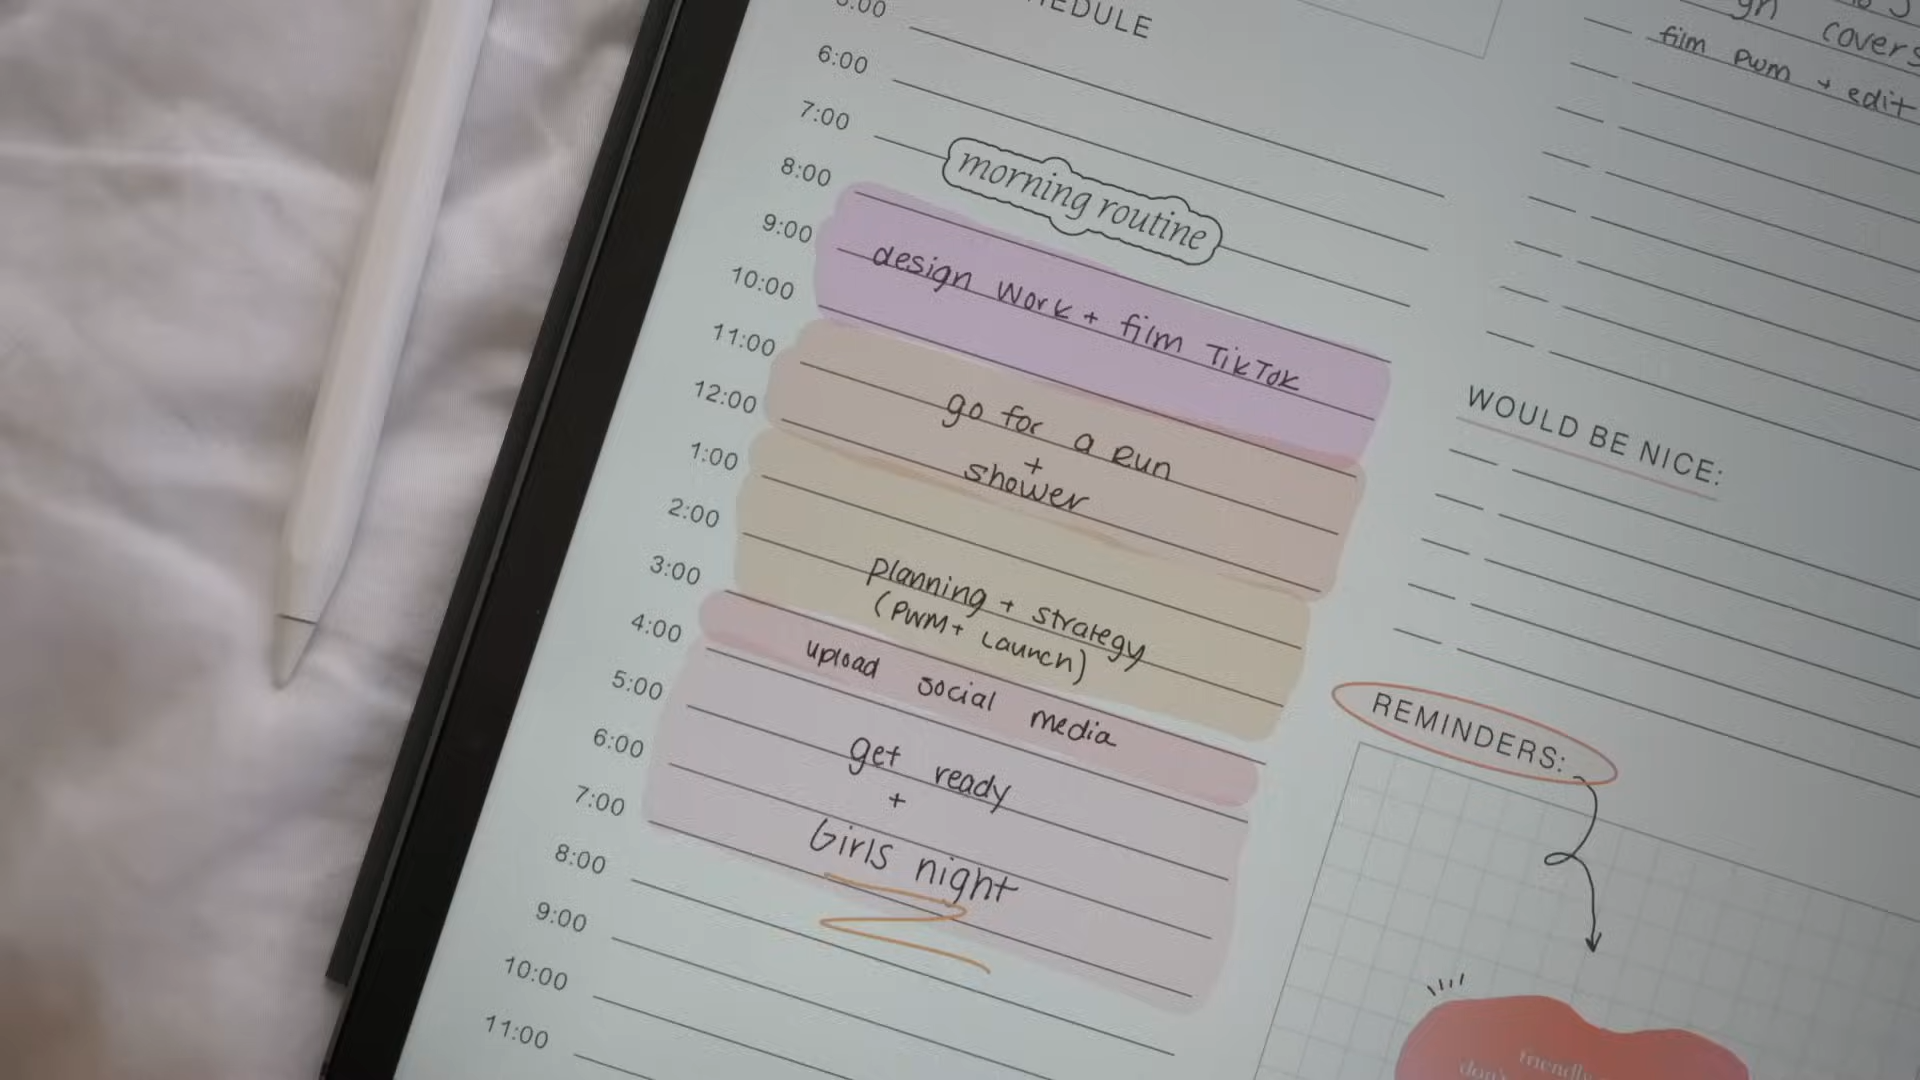 SCHEDULE
6:00
7:00
morning routine
8:00
9:00
design work + film TikTok
10:00
11:00
go for a run
+
shower
12:00
1:00
2:00
planning + strategy
(PWM + Launch)
3:00
upload social media
4:00
5:00
get ready
+
6:00
Girls night
7:00
8:00
9:00
10:00
11:00
covers
film pwm + edit
WOULD BE NICE:
REMINDERS:
friendly
don't